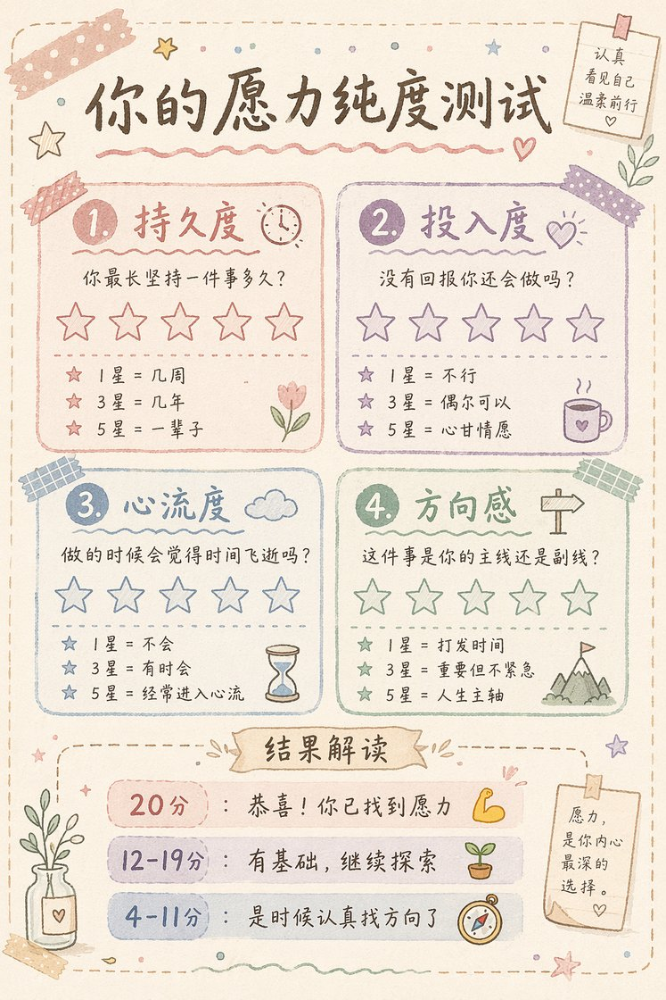 你的愿力纯度测试
认真
看见自己
温柔前行
1. 持久度
你最长坚持一件事多久？
1星 = 几周
3星 = 几年
5星 = 一辈子
2. 投入度
没有回报你还会做吗？
1星 = 不行
3星 = 偶尔可以
5星 = 心甘情愿
3. 心流度
做的时候会觉得时间飞逝吗？
1星 = 不会
3星 = 有时会
5星 = 经常进入心流
4. 方向感
这件事是你的主线还是副线？
1星 = 打发时间
3星 = 重要但不紧急
5星 = 人生主轴
结果解读
20分 ： 恭喜！你已找到愿力
12-19分 ： 有基础，继续探索
4-11分 ： 是时候认真找方向了
愿力，
是你内心
最深的
选择。